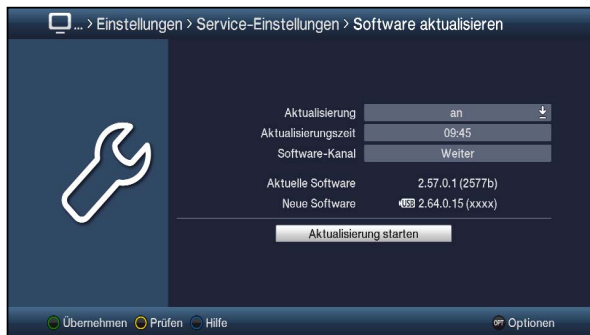 ... > Einstellungen > Service-Einstellungen > Software aktualisieren
Aktualisierung an
Aktualisierungszeit 09:45
Software-Kanal Weiter
Aktuelle Software 2.57.0.1 (2577b)
Neue Software USB 2.64.0.15 (xxxx)
Aktualisierung starten
Übernehmen Prüfen Hilfe OPT Optionen